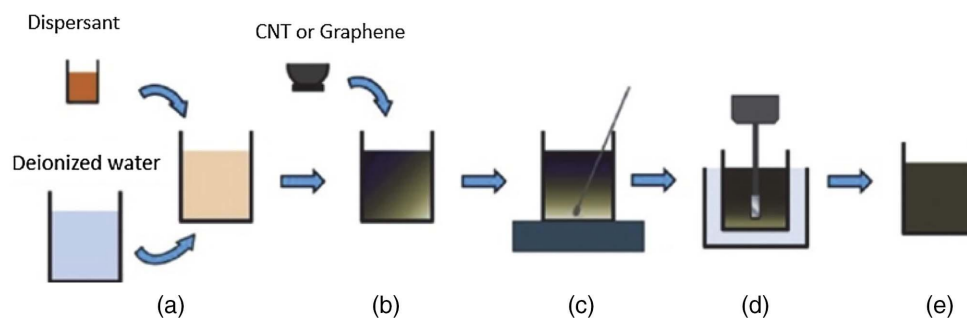 Dispersant
CNT or Graphene
Deionized water
(a)
(b)
(c)
(d)
(e)